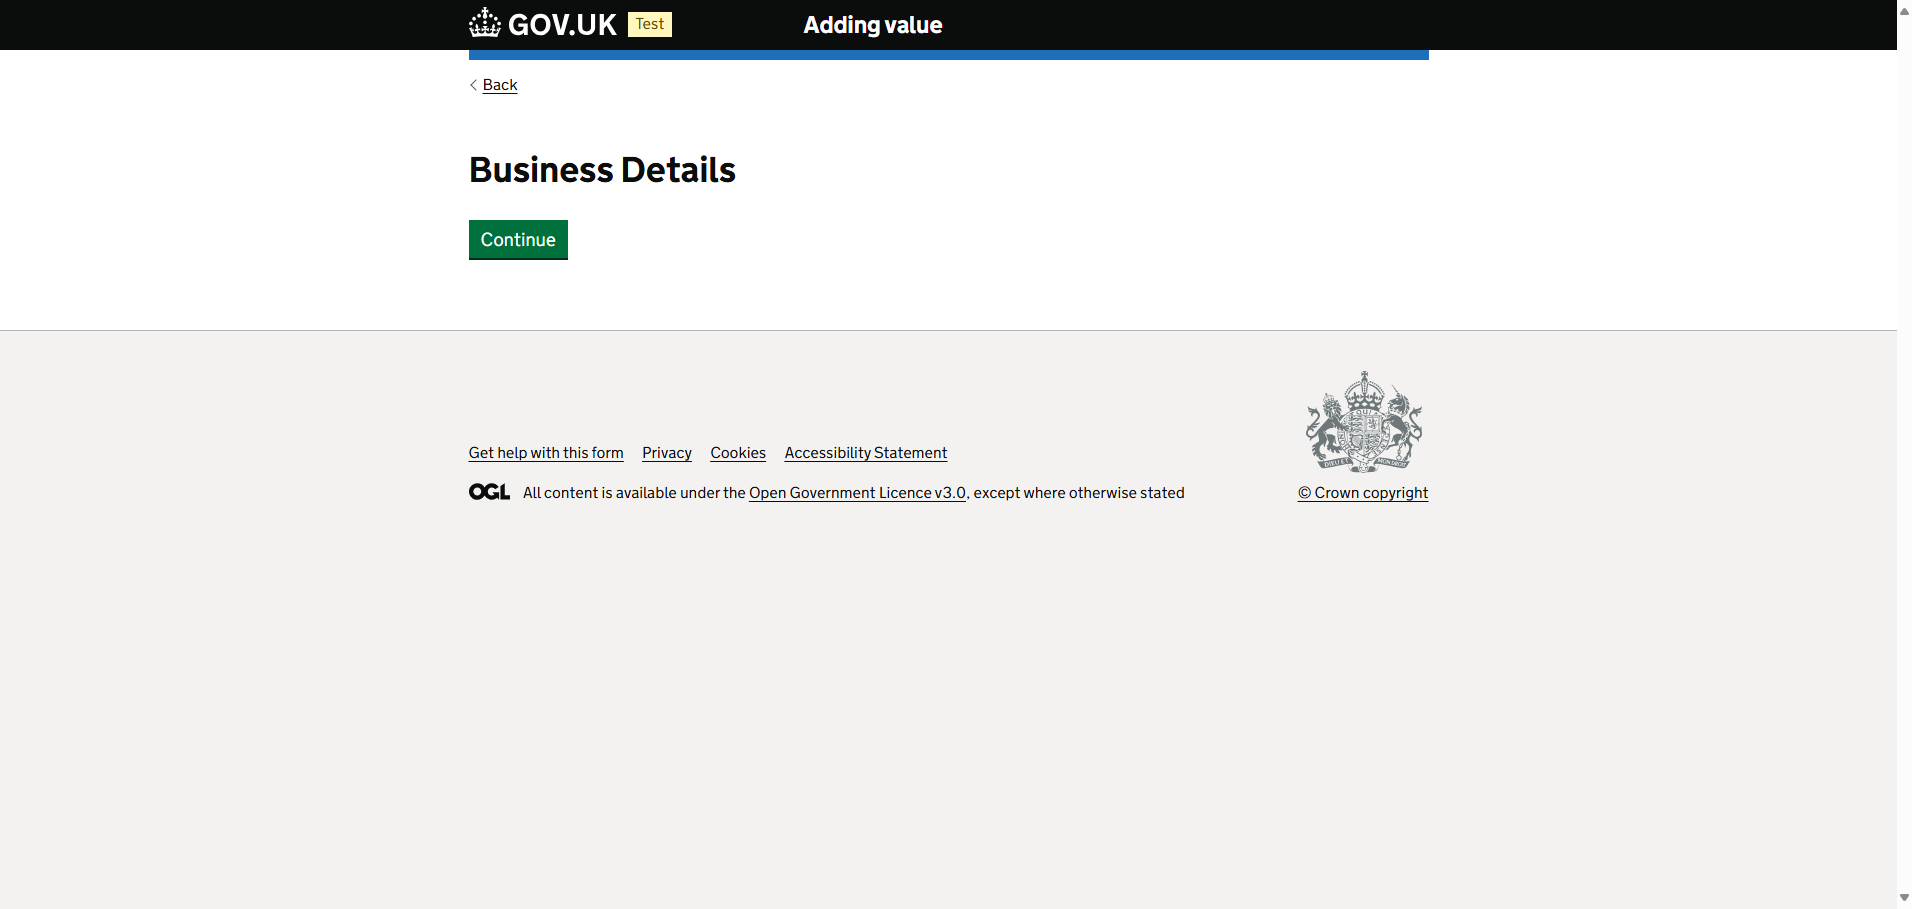 GOV.UK Test Adding value
Back
Business Details
Continue
Get help with this form Privacy Cookies Accessibility Statement
OGL All content is available under the Open Government Licence v3.0, except where otherwise stated
© Crown copyright